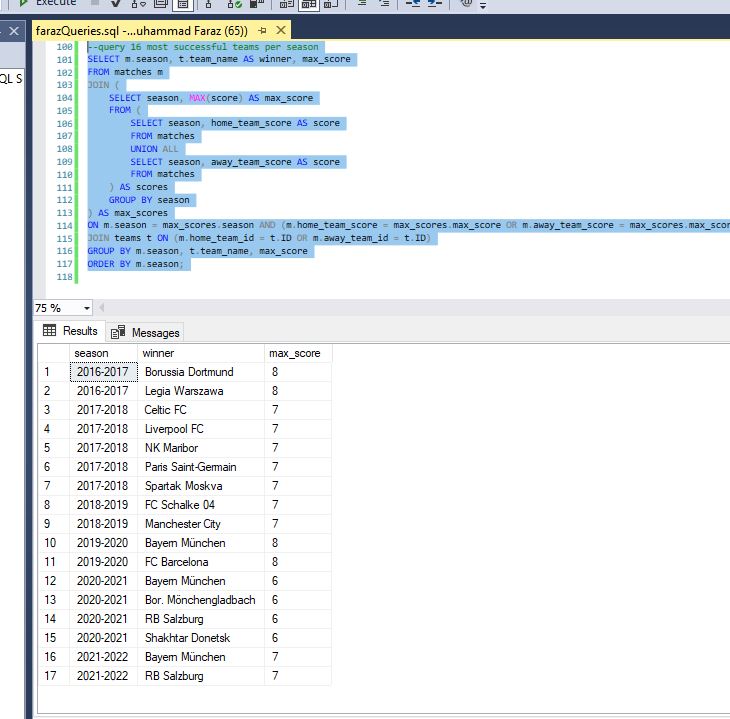 Execute
farazQueries.sql -...uhammad Faraz (65))
QL S
100 --query 16 most successful teams per season
101 SELECT m.season, t.team_name AS winner, max_score
102 FROM matches m
103 JOIN (
104 SELECT season, MAX(score) AS max_score
105 FROM (
106 SELECT season, home_team_score AS score
107 FROM matches
108 UNION ALL
109 SELECT season, away_team_score AS score
110 FROM matches
111 ) AS scores
112 GROUP BY season
113 ) AS max_scores
114 ON m.season = max_scores.season AND (m.home_team_score = max_scores.max_score OR m.away_team_score = max_scores.max_scor
115 JOIN teams t ON (m.home_team_id = t.ID OR m.away_team_id = t.ID)
116 GROUP BY m.season, t.team_name, max_score
117 ORDER BY m.season;
118
75 %
Results Messages
season winner max_score
1 2016-2017 Borussia Dortmund 8
2 2016-2017 Legia Warszawa 8
3 2017-2018 Celtic FC 7
4 2017-2018 Liverpool FC 7
5 2017-2018 NK Maribor 7
6 2017-2018 Paris Saint-Germain 7
7 2017-2018 Spartak Moskva 7
8 2018-2019 FC Schalke 04 7
9 2018-2019 Manchester City 7
10 2019-2020 Bayern München 8
11 2019-2020 FC Barcelona 8
12 2020-2021 Bayern München 6
13 2020-2021 Bor. Mönchengladbach 6
14 2020-2021 RB Salzburg 6
15 2020-2021 Shakhtar Donetsk 6
16 2021-2022 Bayern München 7
17 2021-2022 RB Salzburg 7